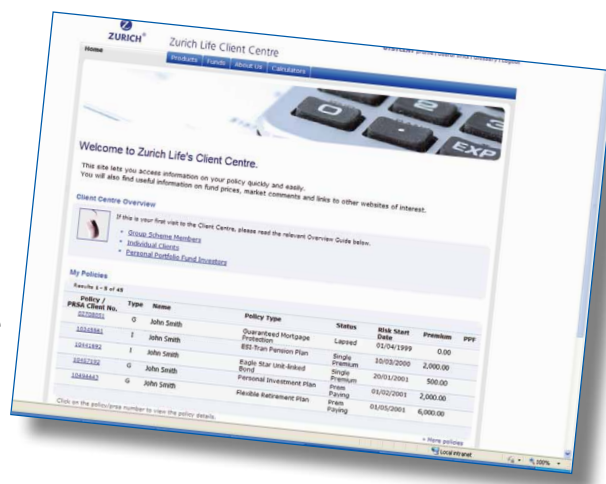 ZURICH®
Zurich Life Client Centre
Home
Products Funds About Us Calculators
EXP
Welcome to Zurich Life's Client Centre.
This site lets you access information on your policy quickly and easily.
You will also find useful information on fund prices, market comments and links to other websites of interest.
Client Centre Overview
If this is your first visit to the Client Centre, please read the relevant Overview Guide below.
• Group Scheme Members
• Individual Clients
• Personal Portfolio Fund Investors
My Policies
Results 1 - 5 of 49
Policy / PRSA Client No. Type Name Policy Type Status Risk Start Date Premium PPF
G John Smith Guaranteed Mortgage Protection Lapsed 01/04/1999 0.00
I John Smith Pension Plan Single Premium 10/03/2000 2,000.00
I John Smith Eagle Star Unit-linked Bond Single Premium 20/01/2001 500.00
G John Smith Personal Investment Plan Prem Paying 01/02/2001 2,000.00
G John Smith Flexible Retirement Plan Prem Paying 01/05/2001 6,000.00
Click on the policy/prsa number to view the policy details.
» More policies
Local intranet
100%